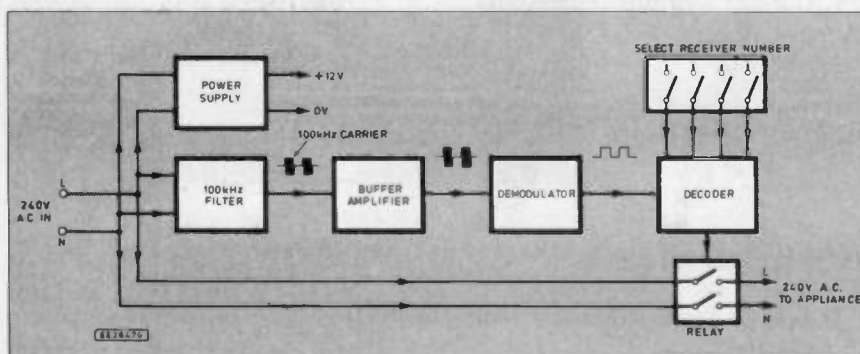 SELECT RECEIVER NUMBER
POWER
SUPPLY
+12V
0V
100kHz CARRIER
L
240V
A.C. IN
N
100kHz
FILTER
BUFFER
AMPLIFIER
DEMODULATOR
DECODER
L
240V A.C.
TO APPLIANCE
N
RELAY